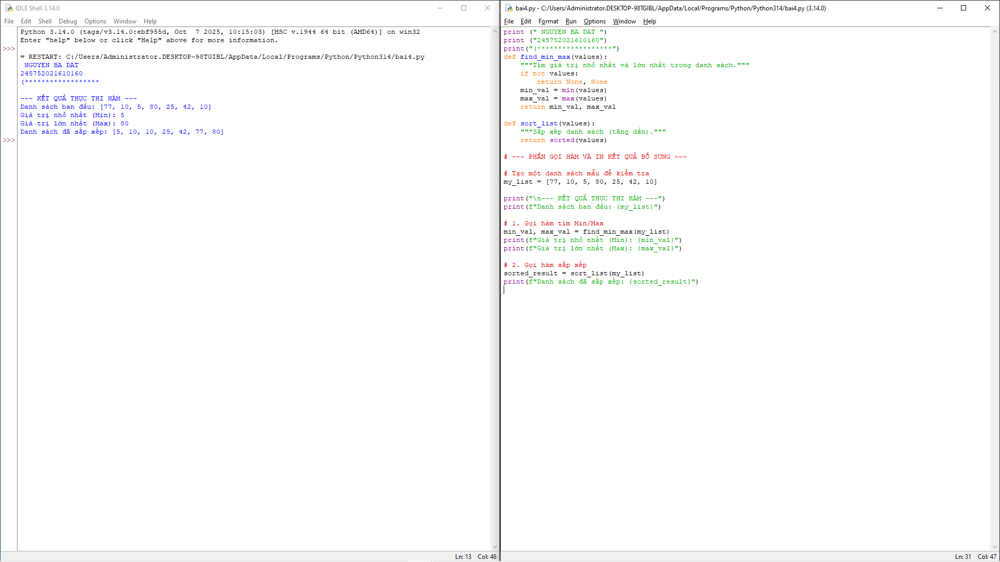 IDLE Shell 3.14.0
File Edit Shell Debug Options Window Help
Python 3.14.0 (tags/v3.14.0:ebf955d, Oct  7 2025, 10:15:03) [MSC v.1944 64 bit (AMD64)] on win32
Enter "help" below or click "Help" above for more information.
>>>
= RESTART: C:/Users/Administrator.DESKTOP-98TGIBL/AppData/Local/Programs/Python/Python314/bai4.py
 NGUYEN BA DAT
245752021610160
(******************
--- KẾT QUẢ THỰC THI HÀM ---
Danh sách ban đầu: [77, 10, 5, 80, 25, 42, 10]
Giá trị nhỏ nhất (Min): 5
Giá trị lớn nhất (Max): 80
Danh sách đã sắp xếp: [5, 10, 10, 25, 42, 77, 80]
>>>
Ln: 13 Col: 46
bai4.py - C:/Users/Administrator.DESKTOP-98TGIBL/AppData/Local/Programs/Python/Python314/bai4.py (3.14.0)
File Edit Format Run Options Window Help
print (" NGUYEN BA DAT ")
print ("245752021610160")
print("(******************")
def find_min_max(values):
    """Tìm giá trị nhỏ nhất và lớn nhất trong danh sách."""
    if not values:
        return None, None
    min_val = min(values)
    max_val = max(values)
    return min_val, max_val
def sort_list(values):
    """Sắp xếp danh sách (tăng dần)."""
    return sorted(values)
# --- PHẦN GỌI HÀM VÀ IN KẾT QUẢ BỔ SUNG ---
# Tạo một danh sách mẫu để kiểm tra
my_list = [77, 10, 5, 80, 25, 42, 10]
print("\n--- KẾT QUẢ THỰC THI HÀM ---")
print(f"Danh sách ban đầu: {my_list}")
# 1. Gọi hàm tìm Min/Max
min_val, max_val = find_min_max(my_list)
print(f"Giá trị nhỏ nhất (Min): {min_val}")
print(f"Giá trị lớn nhất (Max): {max_val}")
# 2. Gọi hàm sắp xếp
sorted_result = sort_list(my_list)
print(f"Danh sách đã sắp xếp: {sorted_result}")
Ln: 31 Col: 47